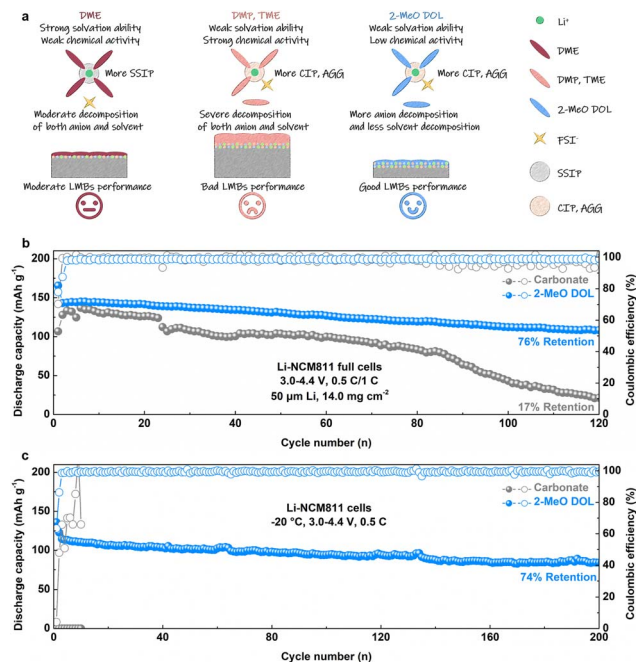 a
DME
Strong solvation ability
Weak chemical activity
More SSIP
Moderate decomposition
of both anion and solvent
Moderate LMBs performance
DMP, TME
Weak solvation ability
Strong chemical activity
More CIP, AGG
Severe decomposition
of both anion and solvent
Bad LMBs performance
2-MeO DOL
Weak solvation ability
Low chemical activity
More CIP, AGG
More anion decomposition
and less solvent decomposition
Good LMBs performance
Li⁺
DME
DMP, TME
2-MeO DOL
FSI⁻
SSIP
CIP, AGG
b
Discharge capacity (mAh g⁻¹)
200
150
100
50
0
Carbonate
2-MeO DOL
76% Retention
Li-NCM811 full cells
3.0-4.4 V, 0.5 C/1 C
50 μm Li, 14.0 mg cm⁻²
17% Retention
120
100
80
60
40
20
0
Coulombic efficiency (%)
0 20 40 60 80 100 120
Cycle number (n)
c
Discharge capacity (mAh g⁻¹)
200
150
100
50
0
Li-NCM811 cells
-20 °C, 3.0-4.4 V, 0.5 C
Carbonate
2-MeO DOL
74% Retention
100
80
60
40
20
0
Coulombic efficiency (%)
0 40 80 120 160 200
Cycle number (n)